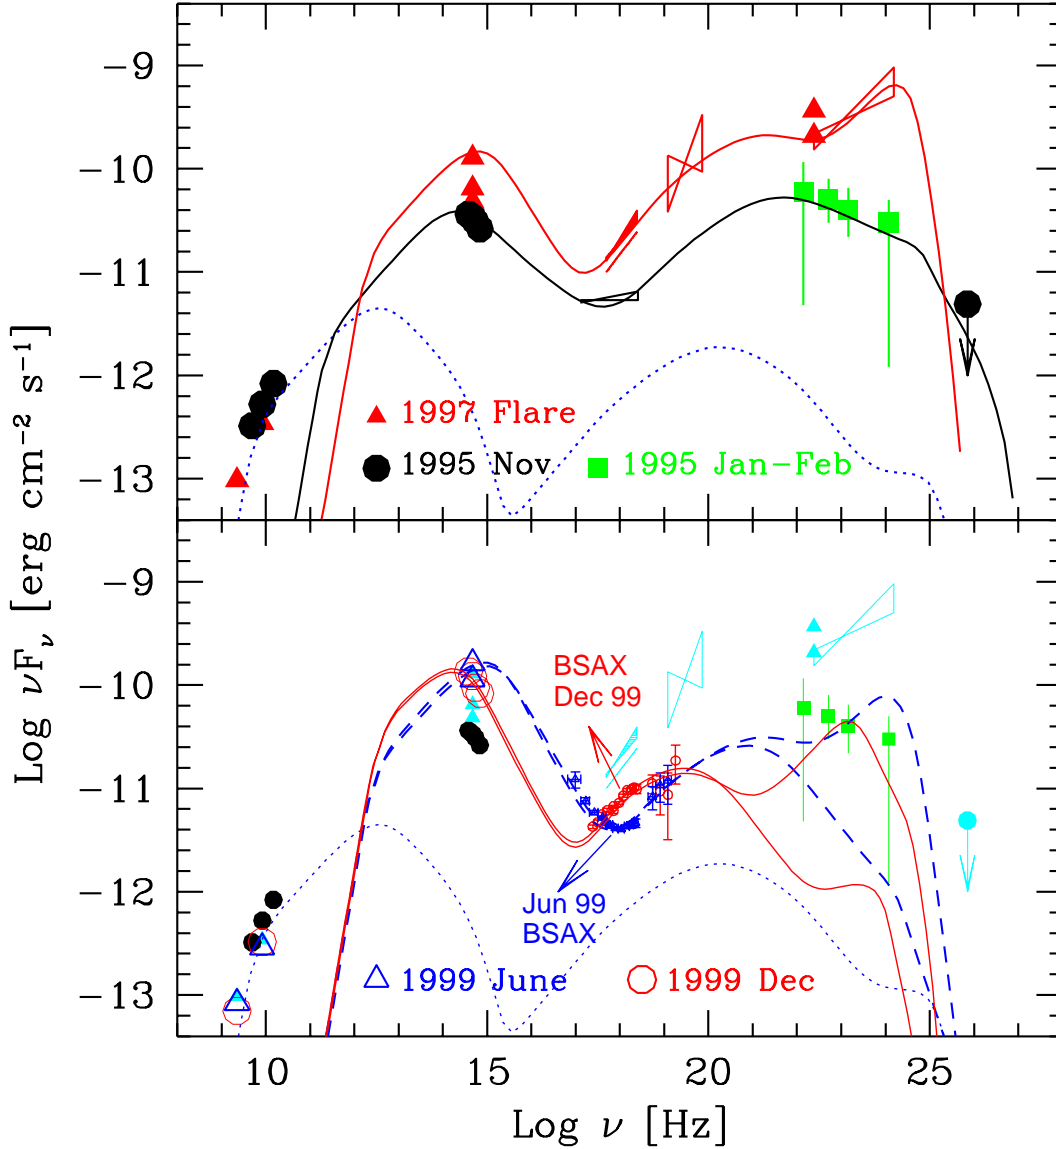 −9
−10
−11
−12
−13
▲ 1997 Flare
● 1995 Nov
■ 1995 Jan−Feb
Log νFν [erg cm−2 s−1]
−9
−10
−11
−12
−13
BSAX
Dec 99
Jun 99
BSAX
△ 1999 June
○ 1999 Dec
10 15 20 25
Log ν [Hz]